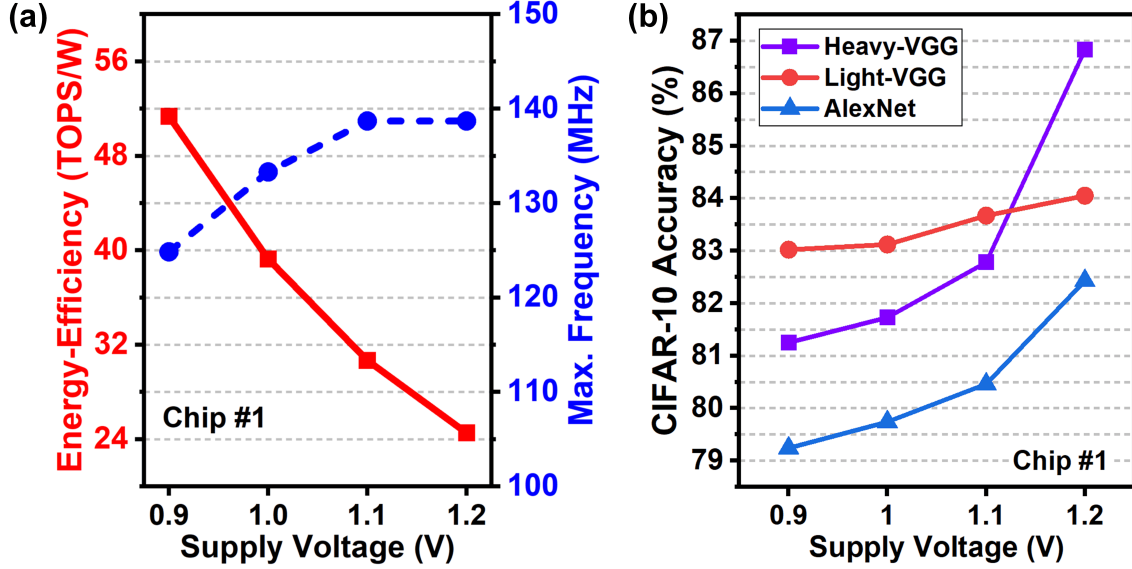 (a)
Energy-Efficiency (TOPS/W)
56
48
40
32
24
150
140
130
120
110
100
Max. Frequency (MHz)
Chip #1
0.9 1.0 1.1 1.2
Supply Voltage (V)
(b)
CIFAR-10 Accuracy (%)
87
86
85
84
83
82
81
80
79
Heavy-VGG
Light-VGG
AlexNet
Chip #1
0.9 1 1.1 1.2
Supply Voltage (V)